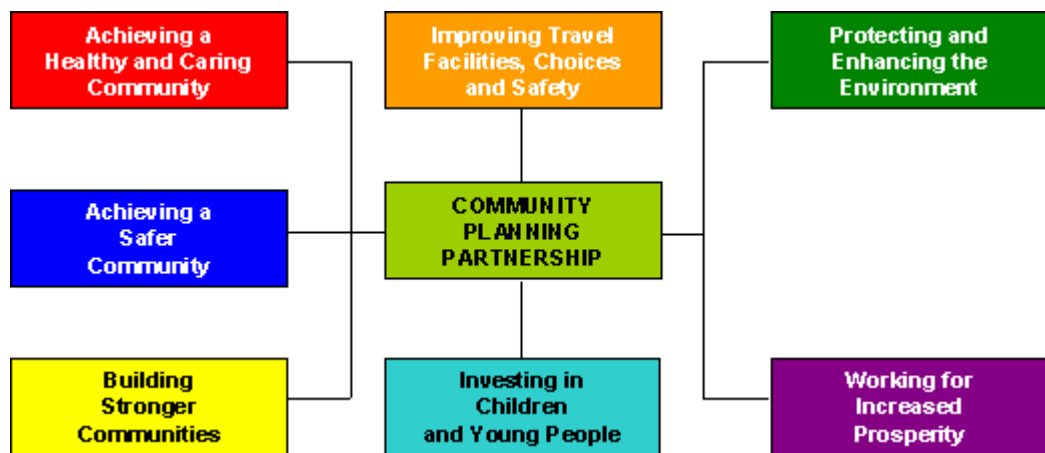 Achieving a
Healthy and Caring
Community
Improving Travel
Facilities, Choices
and Safety
Protecting and
Enhancing the
Environment
Achieving a
Safer
Community
COMMUNITY
PLANNING
PARTNERSHIP
Building
Stronger
Communities
Investing in
Children
and Young People
Working for
Increased
Prosperity